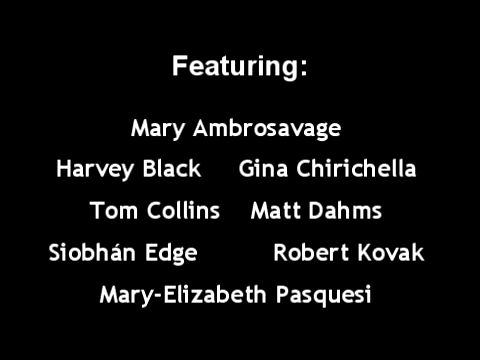 Featuring:
Mary Ambrosavage
Harvey Black Gina Chirichella
Tom Collins Matt Dahms
Siobhán Edge Robert Kovak
Mary-Elizabeth Pasquesi